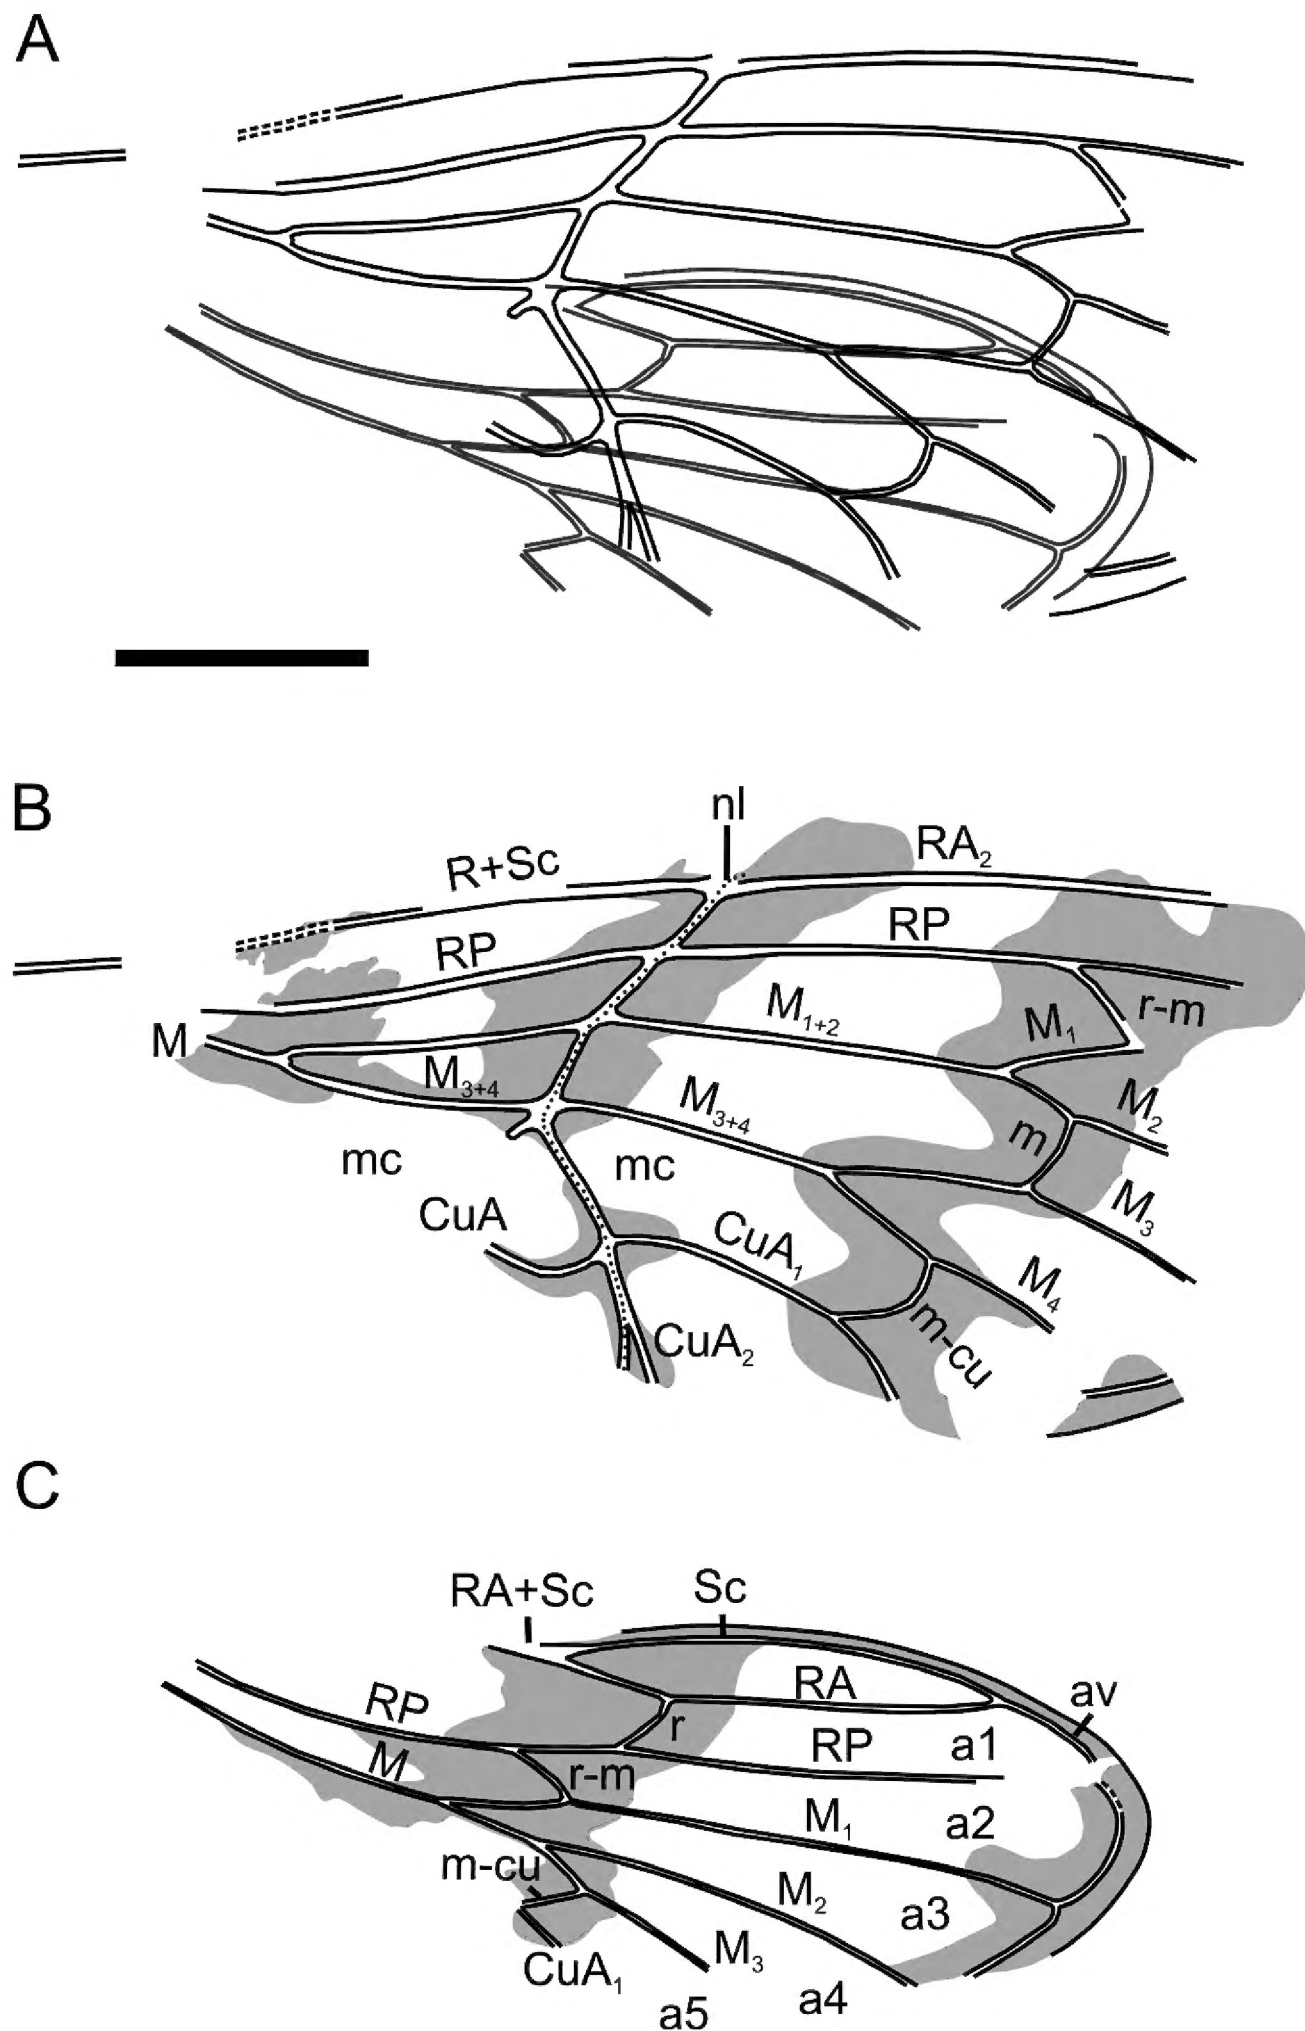 A
B
nl
R+Sc
RA₂
RP
RP
M₁₊₂
M₁
r-m
M
M₃₊₄
M₃₊₄
M₂
m
mc
mc
M₃
CuA
CuA₁
M₄
m-cu
CuA₂
C
RA+Sc
Sc
RA
av
RP
r
RP
a1
M
r-m
M₁
a2
m-cu
M₂
a3
M₃
CuA₁
a4
a5